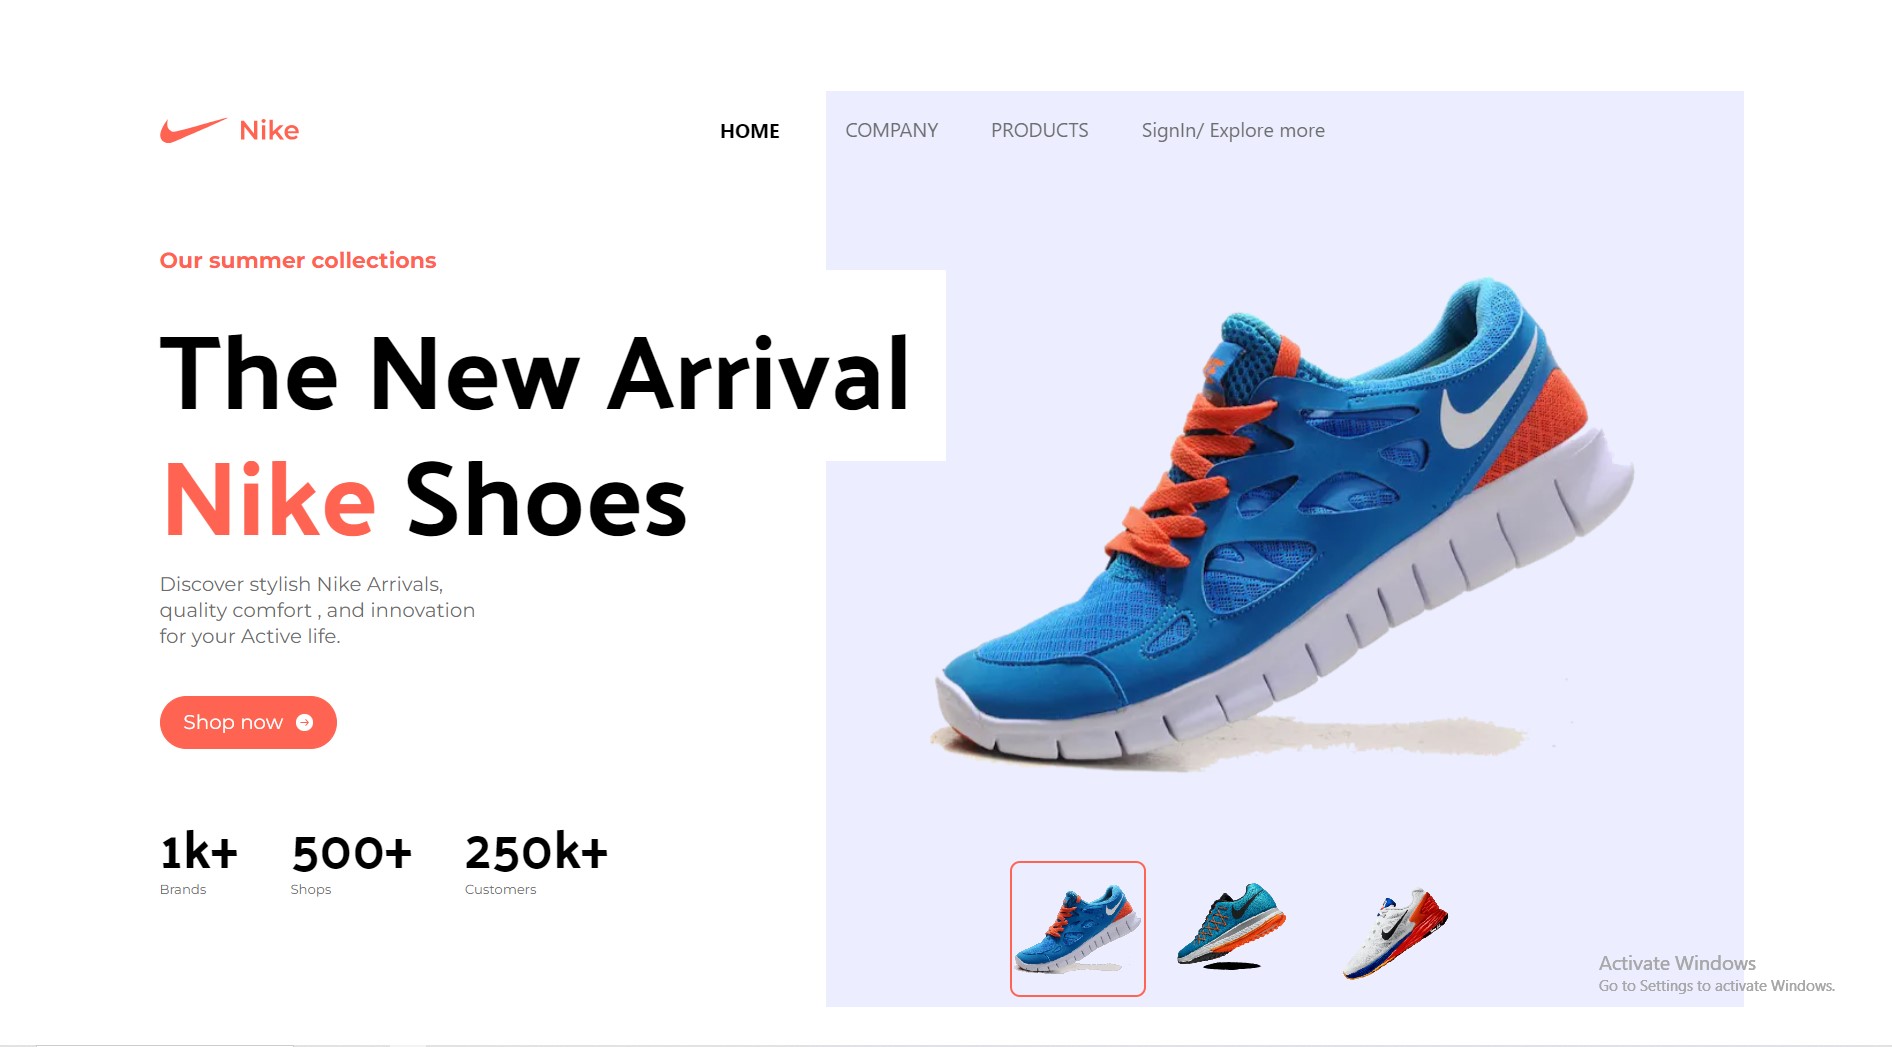 Nike
HOME
COMPANY
PRODUCTS
SignIn/ Explore more
Our summer collections
The New Arrival
Nike Shoes
Discover stylish Nike Arrivals,
quality comfort , and innovation
for your Active life.
Shop now
1k+
Brands
500+
Shops
250k+
Customers
Activate Windows
Go to Settings to activate Windows.